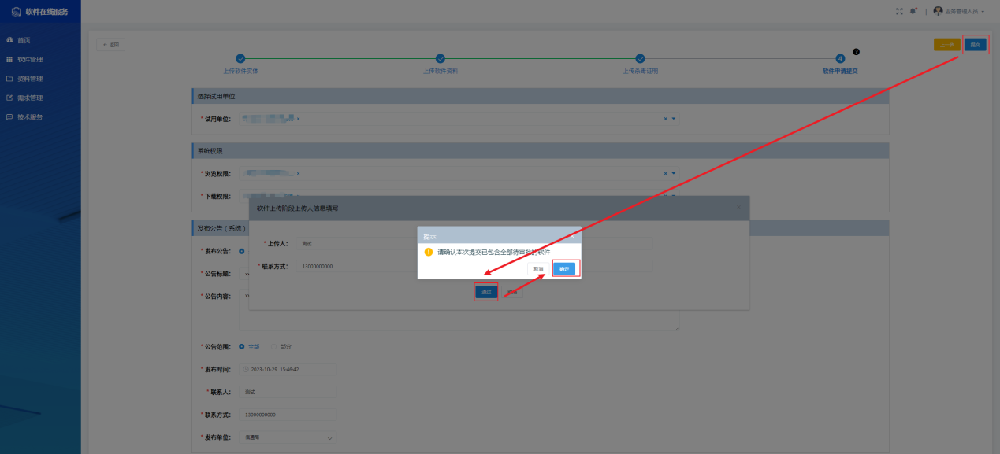 软件在线服务
业务管理人员
首页
软件管理
资料管理
需求管理
技术服务
← 返回
上一步
提交
上传软件实体
上传软件资料
上传杀毒证明
4
软件申请提交
选择试用单位
* 试用单位:
系统权限
* 浏览权限:
* 下载权限:
软件上传阶段上传人信息填写
* 上传人: 测试
* 联系方式: 13000000000
提示
请确认本次提交已包含全部待审批的软件
取消
确定
通过
取消
发布公告(系统)
* 发布公告:
* 公告标题:
* 公告内容:
* 公告范围: 全部 部分
* 发布时间: 2023-10-29 15:46:42
* 联系人: 测试
* 联系方式: 13000000000
* 发布单位: 信通局